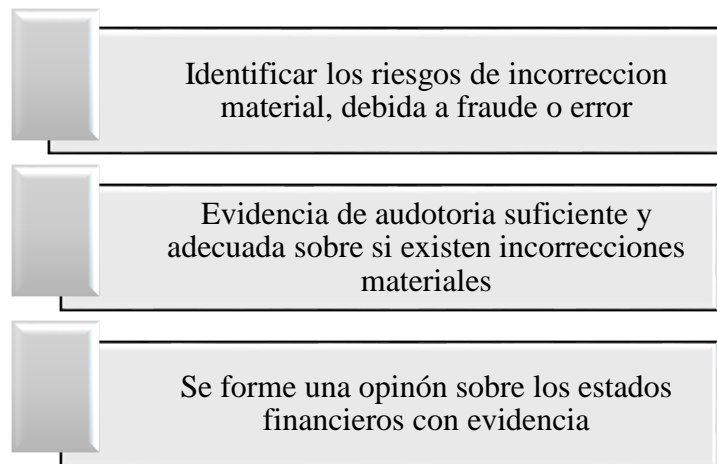 Identificar los riesgos de incorreccion
material, debida a fraude o error
Evidencia de audotoria suficiente y
adecuada sobre si existen incorrecciones
materiales
Se forme una opinón sobre los estados
financieros con evidencia